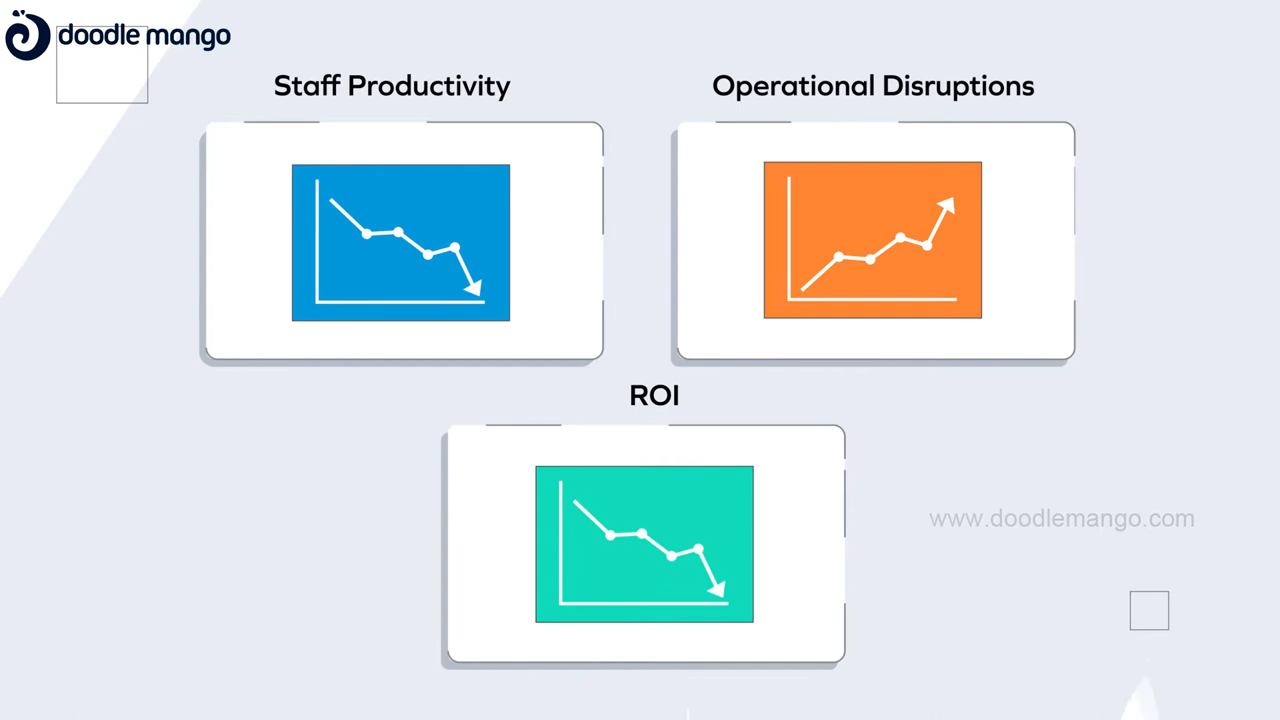 doodle mango
Staff Productivity
Operational Disruptions
ROI
www.doodlemango.com